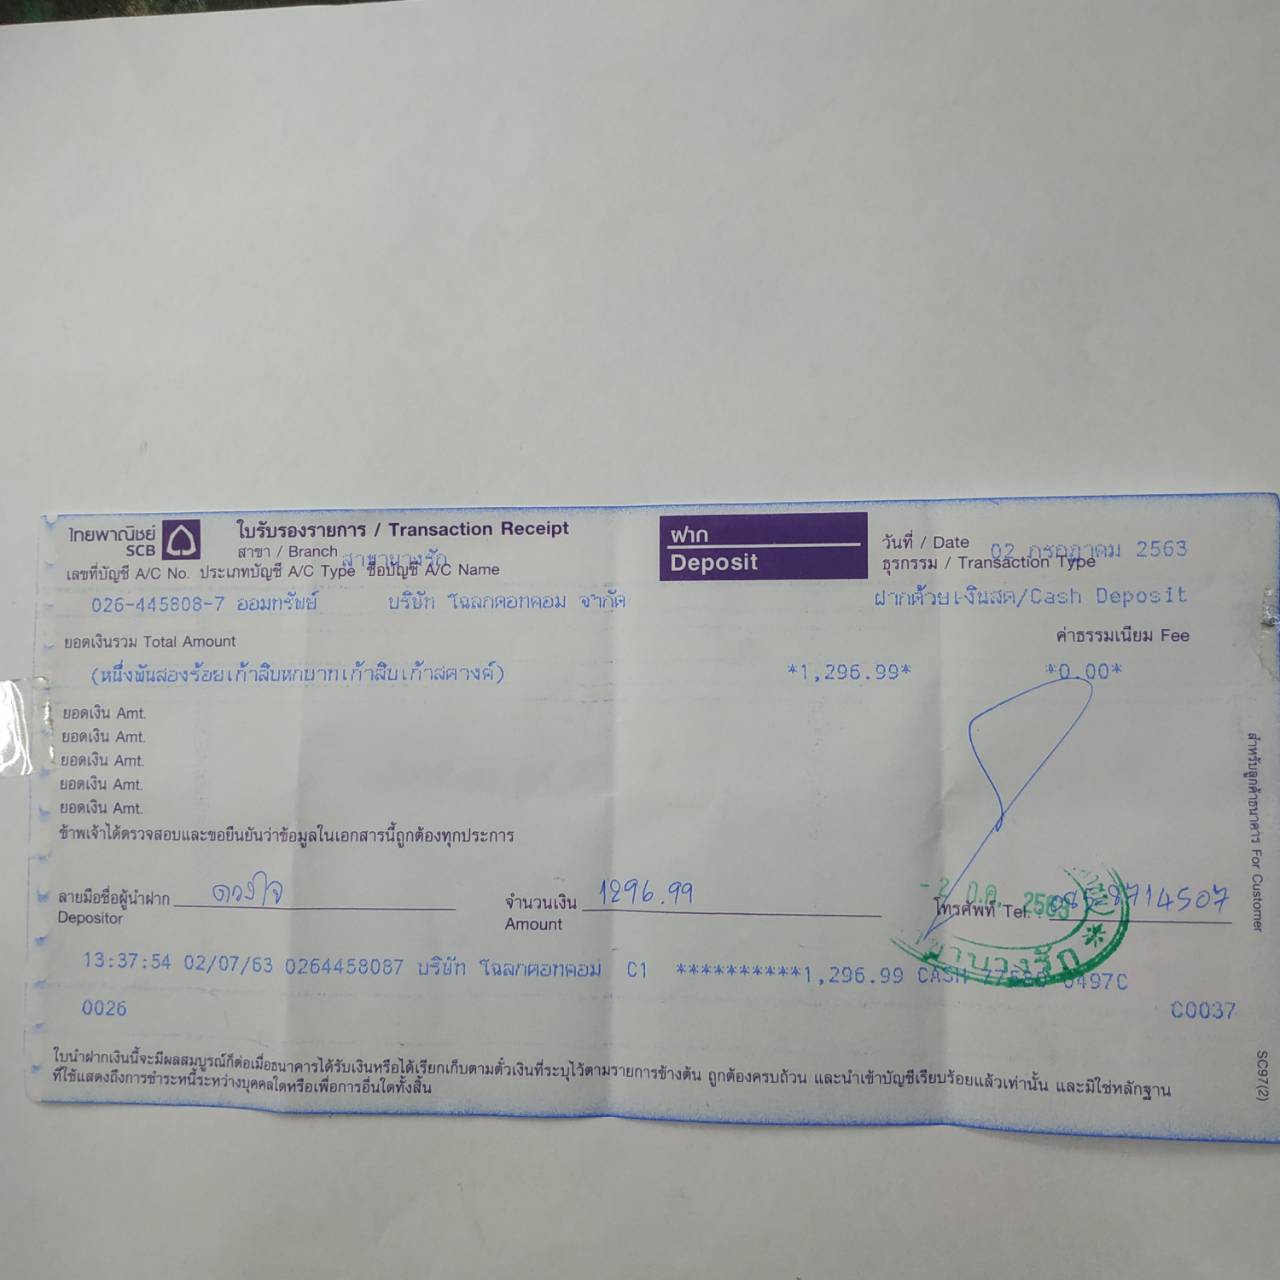 ไทยพาณิชย์
SCB
ใบรับรองรายการ / Transaction Receipt
สาขา / Branch สาขานางรัก
ฝาก
Deposit
วันที่ / Date 02 กรกฎาคม 2563
ธุรกรรม / Transaction Type
เลขที่บัญชี A/C No. ประเภทบัญชี A/C Type ชื่อบัญชี A/C Name
026-445808-7 ออมทรัพย์ บริษัท โฉลกดอทคอม จำกัด
ฝากด้วยเงินสด/Cash Deposit
ยอดเงินรวม Total Amount
ค่าธรรมเนียม Fee
(หนึ่งพันสองร้อยเก้าสิบหกบาทเก้าสิบเก้าสตางค์) *1,296.99* *0.00*
ยอดเงิน Amt.
ยอดเงิน Amt.
ยอดเงิน Amt.
ยอดเงิน Amt.
ยอดเงิน Amt.
ข้าพเจ้าได้ตรวจสอบและขอยืนยันว่าข้อมูลในเอกสารนี้ถูกต้องทุกประการ
ลายมือชื่อผู้นำฝาก ดวงใจ
Depositor
จำนวนเงิน 1296.99
Amount
โทรศัพท์ Tel. 8714507
2563
13:37:54 02/07/63 0264458087 บริษัท โฉลกดอทคอม C1 **********1,296.99 CASH 0497C
0026
C0037
ใบนำฝากเงินนี้จะมีผลสมบูรณ์ก็ต่อเมื่อธนาคารได้รับเงินหรือได้เรียกเก็บตามตั๋วเงินที่ระบุไว้ตามรายการข้างต้น ถูกต้องครบถ้วน และนำเข้าบัญชีเรียบร้อยแล้วเท่านั้น และมิใช่หลักฐาน
ที่ใช้แสดงถึงการชำระหนี้ระหว่างบุคคลใดหรือเพื่อการอื่นใดทั้งสิ้น
สำหรับลูกค้าธนาคาร For Customer
SC97(2)